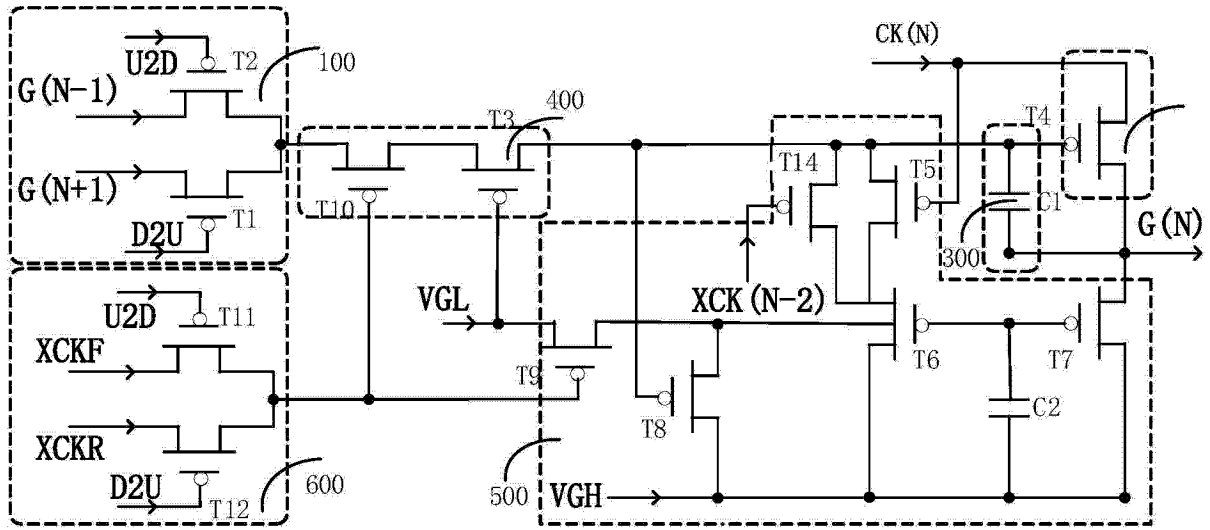 U2D
T2
100
G(N-1)
G(N+1)
T1
D2U
T3
400
T10
CK(N)
T4
T14
T5
C1
300
G(N)
U2D
T11
XCKF
XCKR
D2U
T12
600
VGL
XCK(N-2)
T9
T8
T6
T7
C2
500
VGH